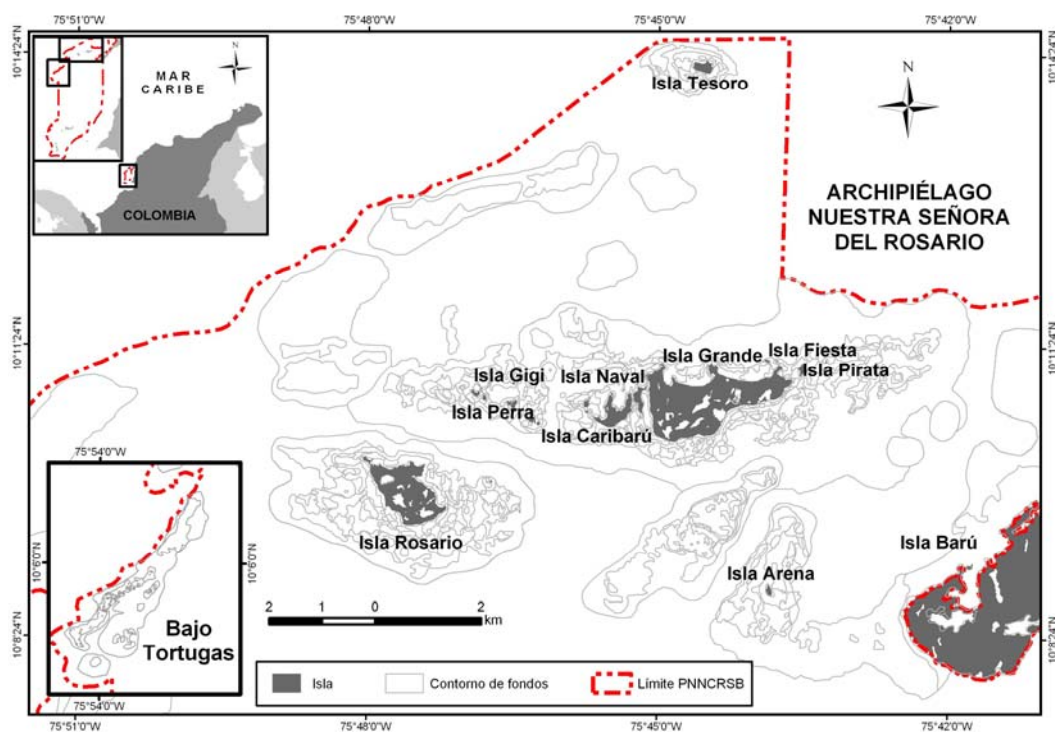 75°51'0"W
75°48'0"W
75°45'0"W
75°42'0"W
10°14'24"N
10°14'24"N
N
MAR
CARIBE
COLOMBIA
Isla Tesoro
N
ARCHIPIÉLAGO
NUESTRA SEÑORA
DEL ROSARIO
10°11'24"N
10°11'24"N
Isla Grande
Isla Fiesta
Isla Pirata
Isla Gigi
Isla Naval
Isla Perra
Isla Caribarú
75°54'0"W
10°6'0"N
10°6'0"N
Isla Rosario
Isla Barú
Isla Arena
2 1 0 2
km
Bajo
Tortugas
10°8'24"N
10°8'24"N
75°54'0"W
Isla
Contorno de fondos
Límite PNNCRSB
75°51'0"W
75°48'0"W
75°45'0"W
75°42'0"W